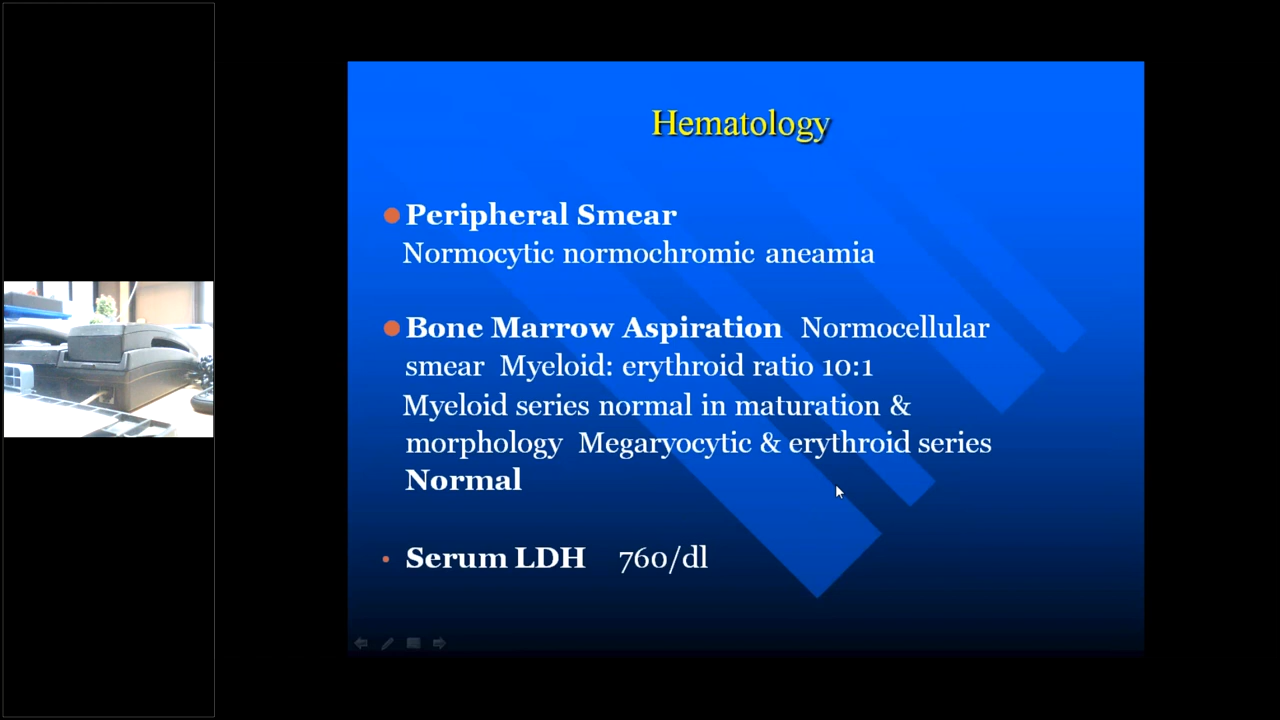 Hematology
Peripheral Smear
Normocytic normochromic aneamia
Bone Marrow Aspiration Normocellular
smear Myeloid: erythroid ratio 10:1
Myeloid series normal in maturation &
morphology Megaryocytic & erythroid series
Normal
Serum LDH 760/dl